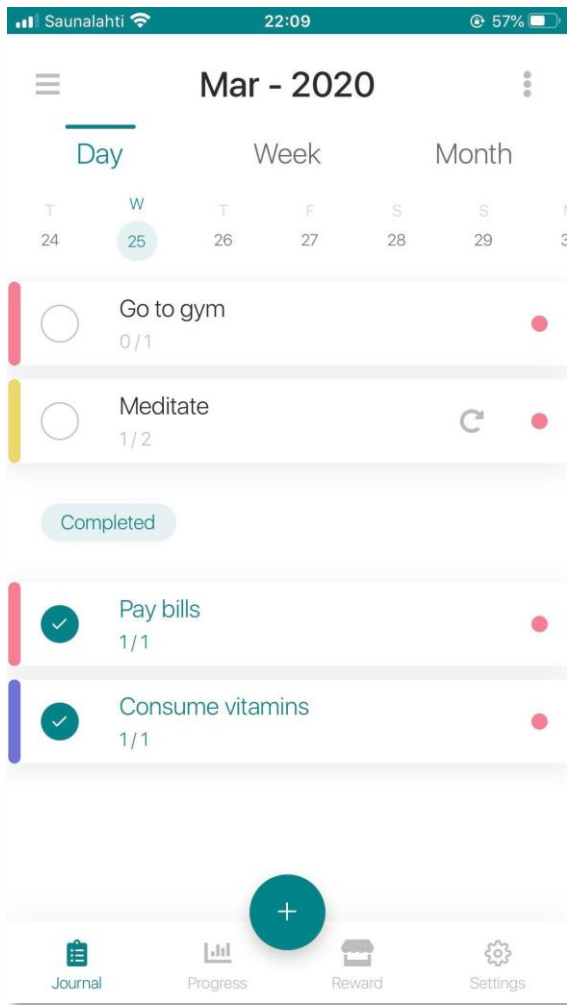 Saunalahti 22:09 57%
Mar - 2020
Day Week Month
T W T F S S
24 25 26 27 28 29
Go to gym
0/1
Meditate
1/2
Completed
Pay bills
1/1
Consume vitamins
1/1
+
Journal Progress Reward Settings